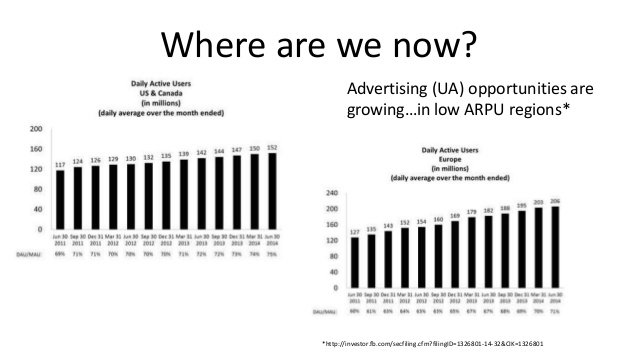 Where are we now?
Daily Active Users
US & Canada
(in millions)
(daily average over the month ended)
200
160
120
80
40
0
117 124 126 129 130 132 135 139 142 144 147 150 152
Jun 30 Sep 30 Dec 31 Mar 31 Jun 30 Sep 30 Dec 31 Mar 31 Jun 30 Sep 30 Dec 31 Mar 31 Jun 30
2011 2011 2011 2012 2012 2012 2012 2013 2013 2013 2013 2014 2014
DAU/MAU: 69% 71% 71% 70% 70% 70% 70% 71% 72% 72% 73% 74% 75%
Advertising (UA) opportunities are
growing...in low ARPU regions*
Daily Active Users
Europe
(in millions)
(daily average over the month ended)
240
200
160
120
80
40
0
127 135 143 152 154 160 169 179 182 188 195 203 206
Jun 30 Sep 30 Dec 31 Mar 31 Jun 30 Sep 30 Dec 31 Mar 31 Jun 30 Sep 30 Dec 31 Mar 31 Jun 30
2011 2011 2011 2012 2012 2012 2012 2013 2013 2013 2013 2014 2014
DAU/MAU: 60% 61% 63% 64% 63% 63% 65% 67% 67% 68% 69% 70% 71%
*http://investor.fb.com/secfiling.cfm?filingID=1326801-14-32&OK=1326801